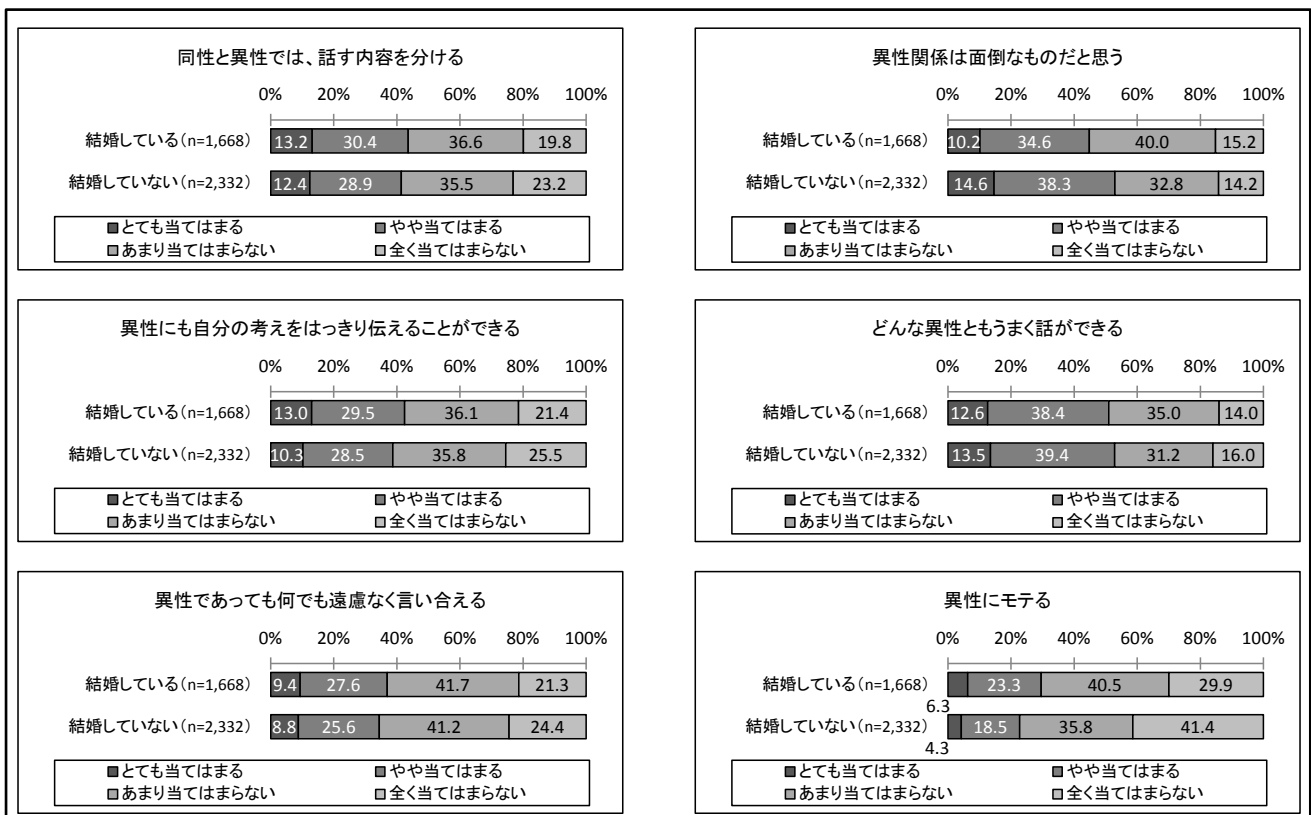 同性と異性では、話す内容を分ける
0% 20% 40% 60% 80% 100%
結婚している(n=1,668) 13.2 30.4 36.6 19.8
結婚していない(n=2,332) 12.4 28.9 35.5 23.2
■とても当てはまる ■やや当てはまる
■あまり当てはまらない ■全く当てはまらない
異性関係は面倒なものだと思う
0% 20% 40% 60% 80% 100%
結婚している(n=1,668) 10.2 34.6 40.0 15.2
結婚していない(n=2,332) 14.6 38.3 32.8 14.2
■とても当てはまる ■やや当てはまる
■あまり当てはまらない ■全く当てはまらない
異性にも自分の考えをはっきり伝えることができる
0% 20% 40% 60% 80% 100%
結婚している(n=1,668) 13.0 29.5 36.1 21.4
結婚していない(n=2,332) 10.3 28.5 35.8 25.5
■とても当てはまる ■やや当てはまる
■あまり当てはまらない ■全く当てはまらない
どんな異性ともうまく話ができる
0% 20% 40% 60% 80% 100%
結婚している(n=1,668) 12.6 38.4 35.0 14.0
結婚していない(n=2,332) 13.5 39.4 31.2 16.0
■とても当てはまる ■やや当てはまる
■あまり当てはまらない ■全く当てはまらない
異性であっても何でも遠慮なく言い合える
0% 20% 40% 60% 80% 100%
結婚している(n=1,668) 9.4 27.6 41.7 21.3
結婚していない(n=2,332) 8.8 25.6 41.2 24.4
■とても当てはまる ■やや当てはまる
■あまり当てはまらない ■全く当てはまらない
異性にモテる
0% 20% 40% 60% 80% 100%
結婚している(n=1,668) 23.3 40.5 29.9
6.3
結婚していない(n=2,332) 18.5 35.8 41.4
4.3
■とても当てはまる ■やや当てはまる
■あまり当てはまらない ■全く当てはまらない